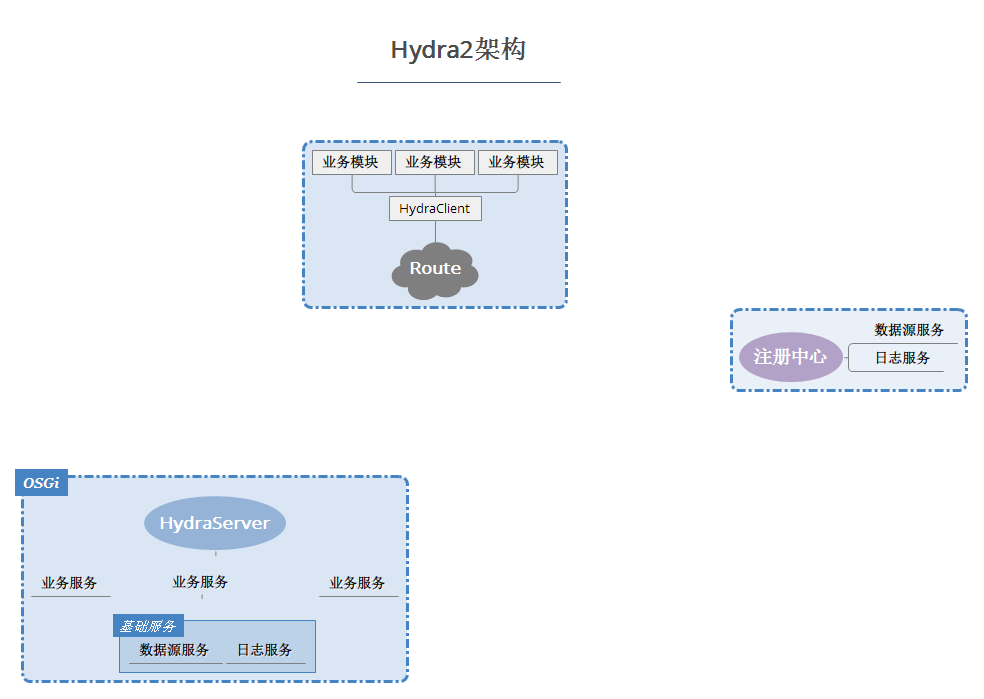 Hydra2架构
业务模块 业务模块 业务模块
HydraClient
Route
数据源服务
注册中心
日志服务
OSGi
HydraServer
业务服务 业务服务 业务服务
基础服务
数据源服务 日志服务